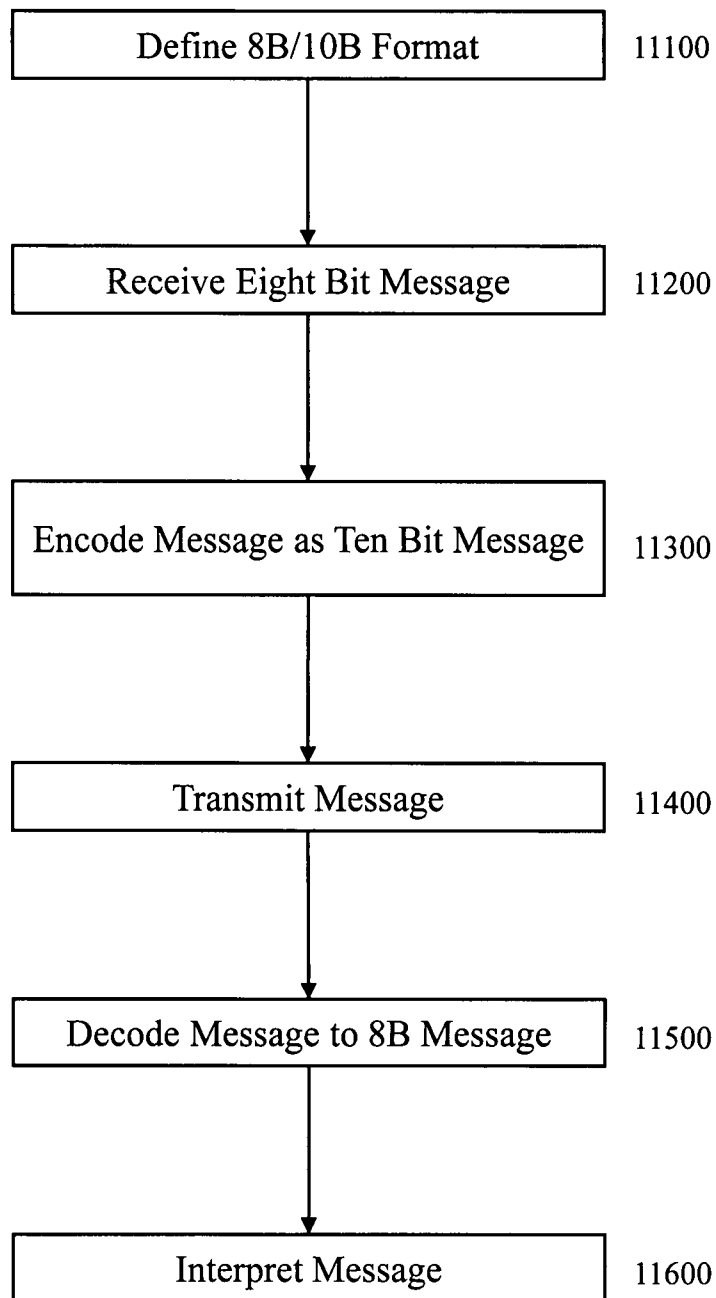 Define 8B/10B Format 11100
Receive Eight Bit Message 11200
Encode Message as Ten Bit Message 11300
Transmit Message 11400
Decode Message to 8B Message 11500
Interpret Message 11600